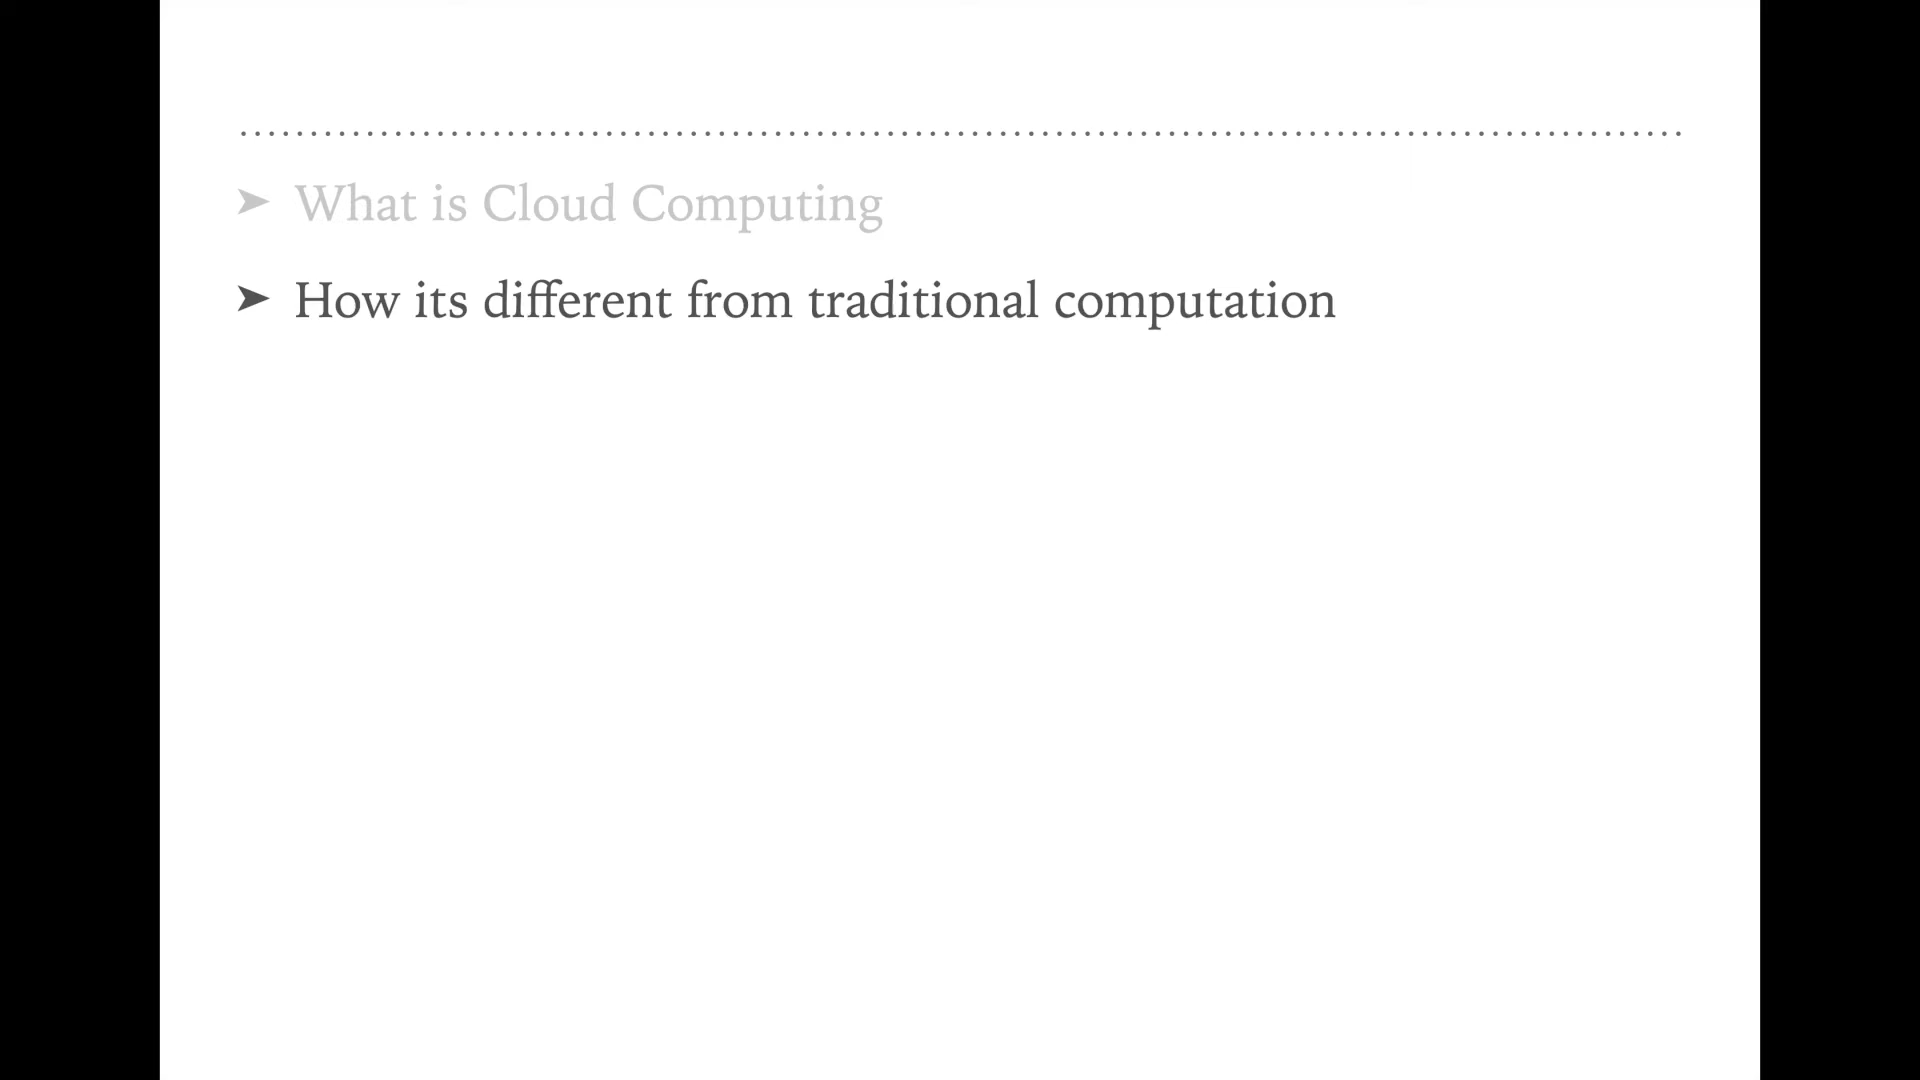 ➤ What is Cloud Computing
➤ How its different from traditional computation